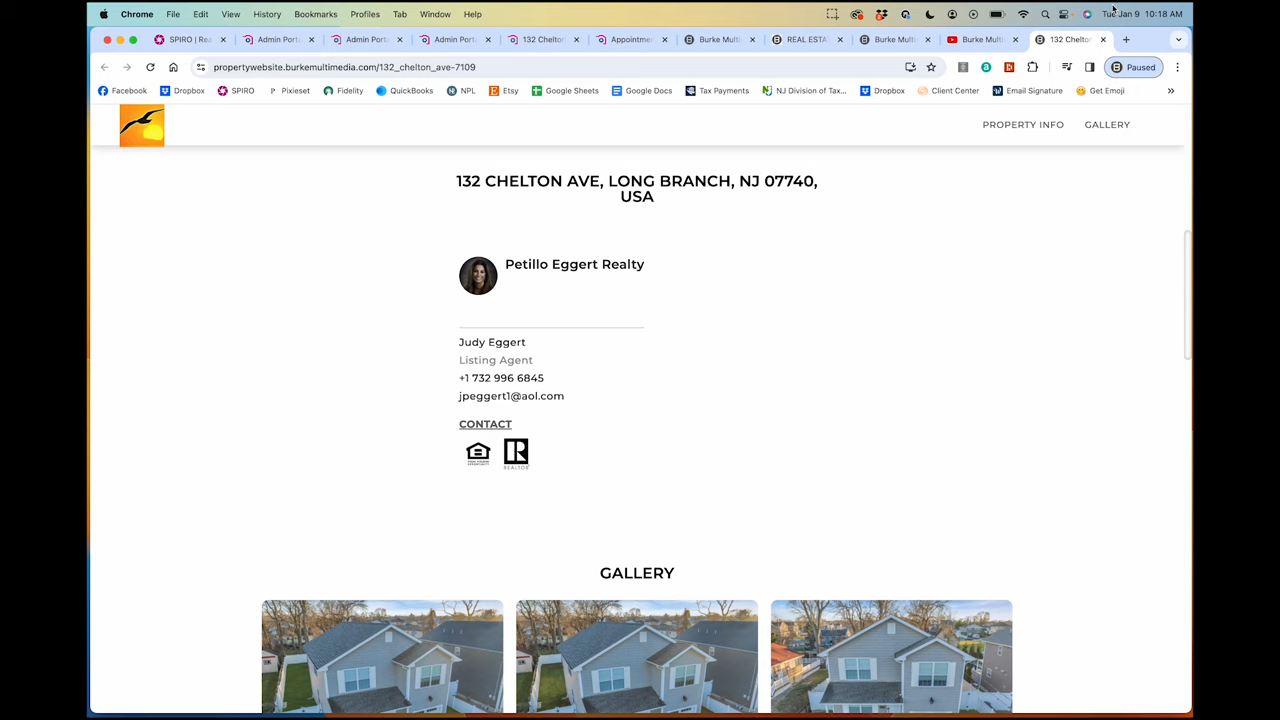 Chrome File Edit View History Bookmarks Profiles Tab Window Help Tue Jan 9 10:18 AM
SPIRO | Rea Admin Port Admin Port Admin Port 132 Chelton Appointme Burke Multi REAL ESTA Burke Multi Burke Multi 132 Chelton
propertywebsite.burkemultimedia.com/132_chelton_ave-7109 Paused
Facebook Dropbox SPIRO Pixieset Fidelity QuickBooks NPL Etsy Google Sheets Google Docs Tax Payments NJ Division of Tax... Dropbox Client Center Email Signature Get Emoji
PROPERTY INFO GALLERY
132 CHELTON AVE, LONG BRANCH, NJ 07740,
USA
Petillo Eggert Realty
Judy Eggert
Listing Agent
+1 732 996 6845
jpeggert1@aol.com
CONTACT
REALTOR
GALLERY